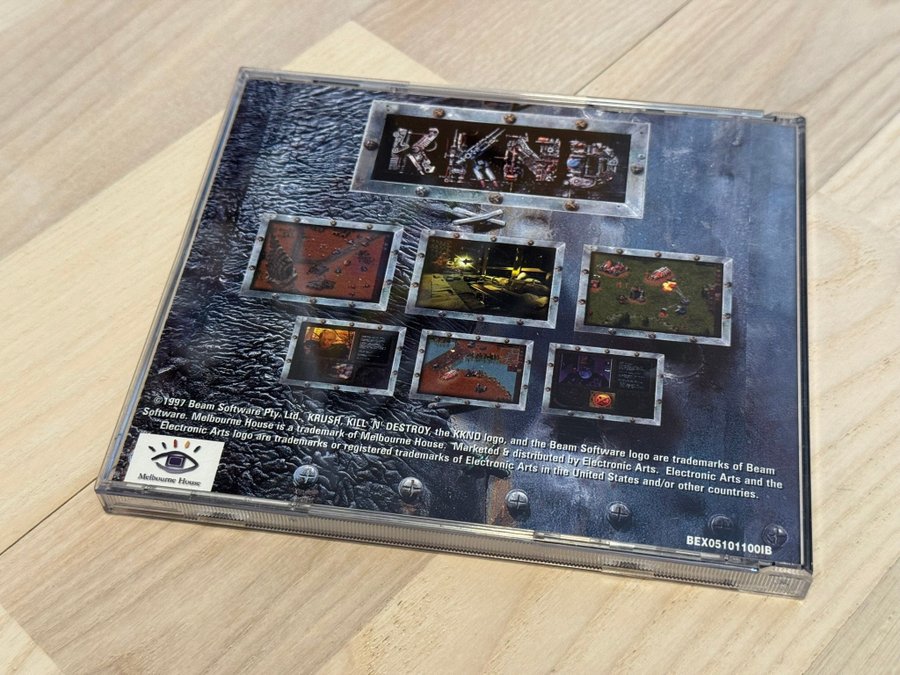 KKND
©1997 Beam Software Pty. Ltd. KRUSH, KILL 'N' DESTROY, the KKND logo, and the Beam Software logo are trademarks of Beam
Software. Melbourne House is a trademark of Melbourne House. Marketed & distributed by Electronic Arts. Electronic Arts and the
Electronic Arts logo are trademarks or registered trademarks of Electronic Arts in the United States and/or other countries.
Melbourne House
BEX05101100IB